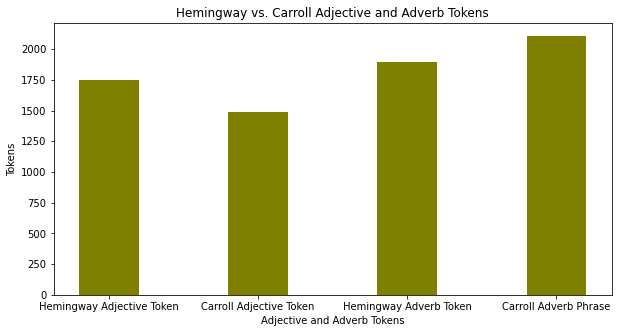 Hemingway vs. Carroll Adjective and Adverb Tokens
Tokens
2000
1750
1500
1250
1000
750
500
250
0
Hemingway Adjective Token
Carroll Adjective Token
Hemingway Adverb Token
Carroll Adverb Phrase
Adjective and Adverb Tokens